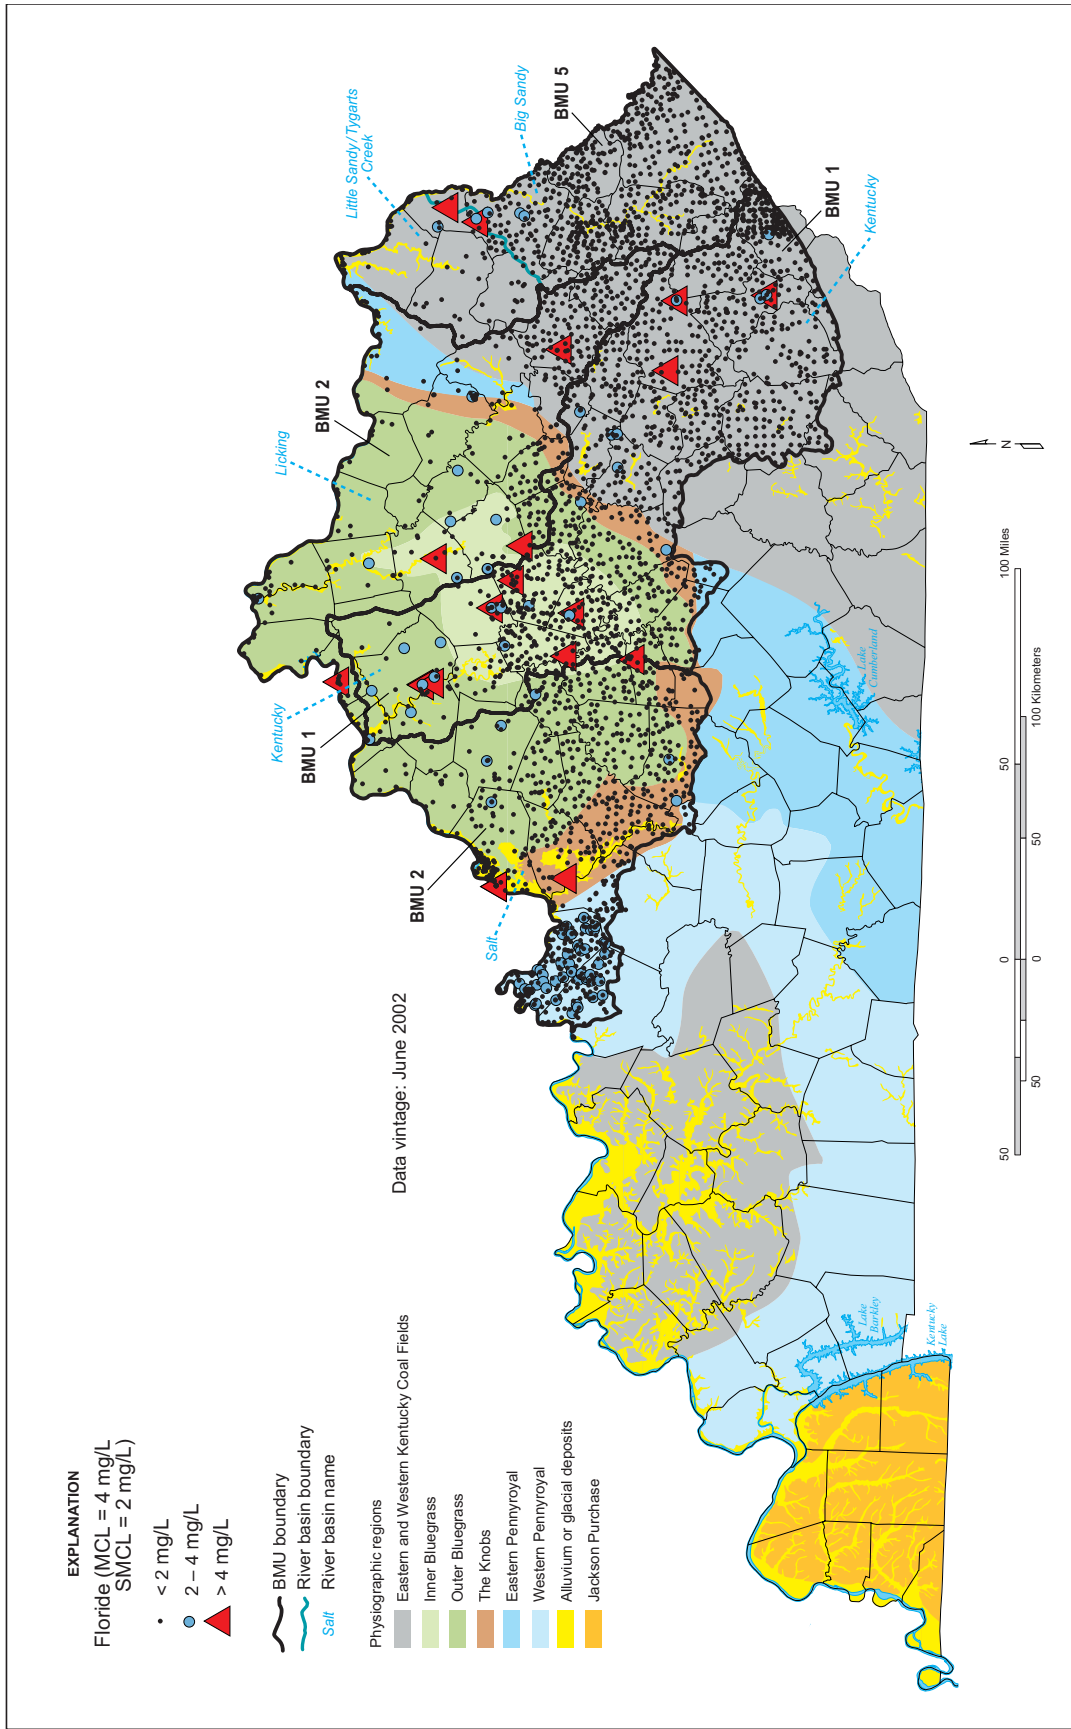 EXPLANATION
Floride (MCL = 4 mg/L
SMCL = 2 mg/L)
< 2 mg/L
2 – 4 mg/L
> 4 mg/L
BMU boundary
River basin boundary
Salt River basin name
Physiographic regions
Eastern and Western Kentucky Coal Fields
Inner Bluegrass
Outer Bluegrass
The Knobs
Eastern Pennyroyal
Western Pennyroyal
Alluvium or glacial deposits
Jackson Purchase
Data vintage: June 2002
Salt
BMU 2
BMU 1
Kentucky
Licking
BMU 2
Little Sandy/Tygarts
Creek
Big Sandy
BMU 5
BMU 1
Kentucky
Lake
Cumberland
Lake
Barkley
Kentucky
Lake
N
50 0 50 100 Miles
50 0 50 100 Kilometers